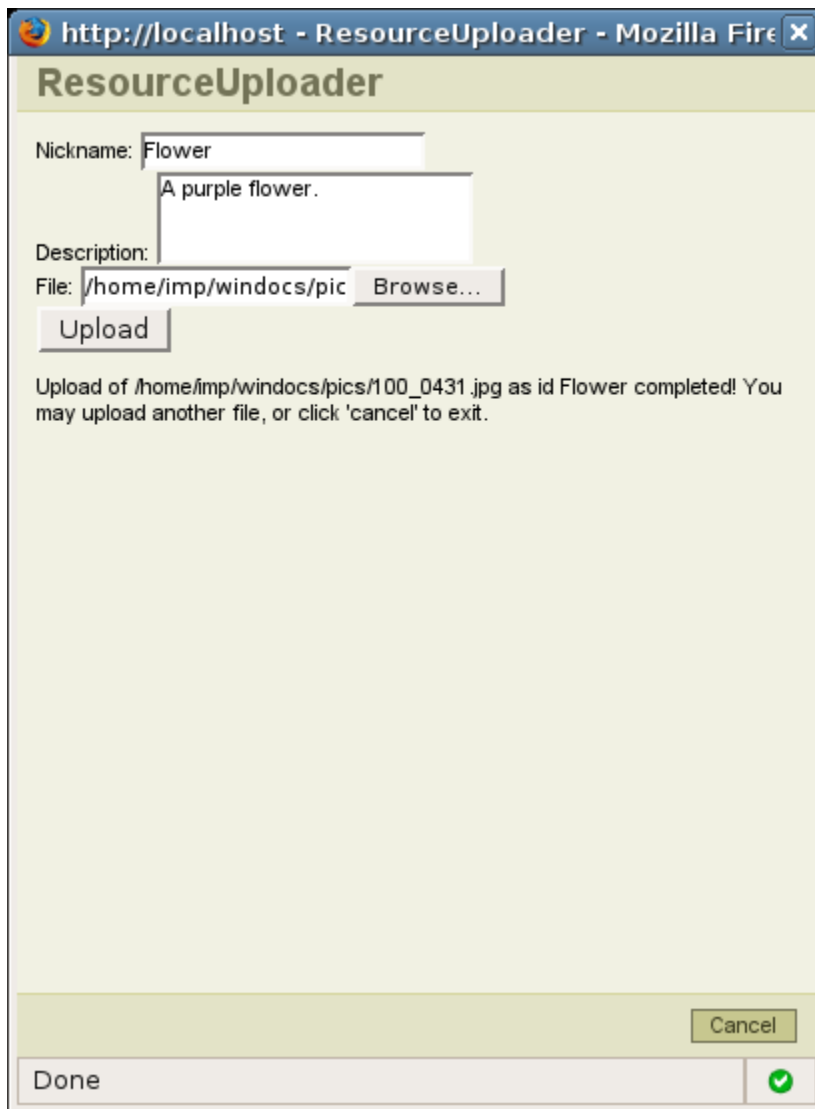 http://localhost - ResourceUploader - Mozilla Fire
ResourceUploader
Nickname: Flower
A purple flower.
Description:
File: /home/imp/windocs/pic Browse...
Upload
Upload of /home/imp/windocs/pics/100_0431.jpg as id Flower completed! You
may upload another file, or click 'cancel' to exit.
Cancel
Done